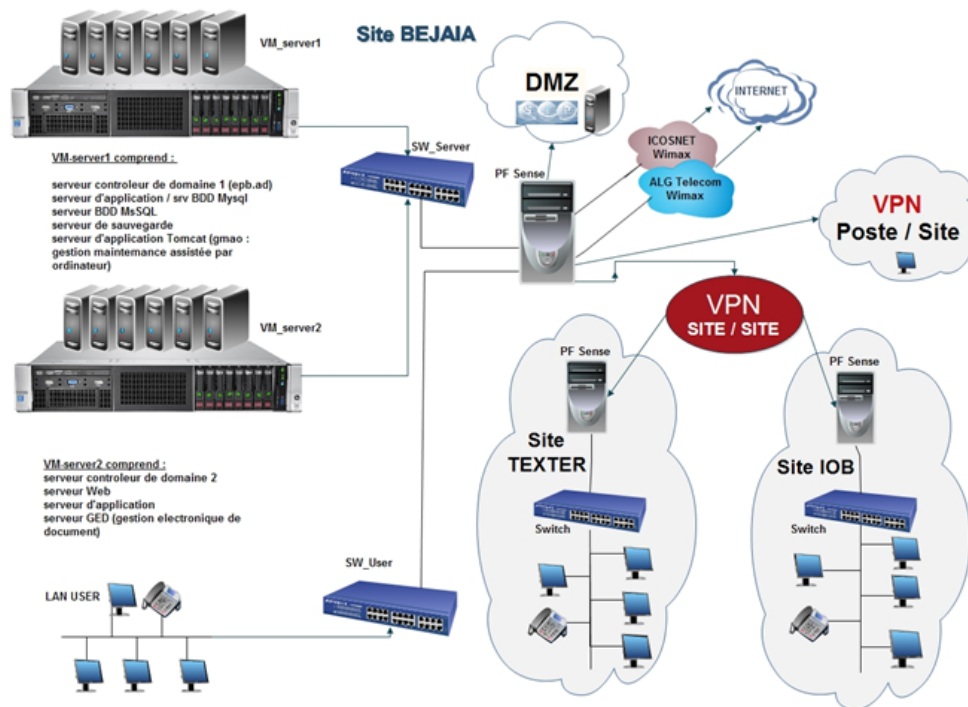 VM_server1
Site BEJAIA
DMZ
INTERNET
ICOSNET
Wimax
ALG Telecom
Wimax
SW_Server
PF Sense
VM-server1 comprend :
serveur controleur de domaine 1 (epb.ad)
serveur d'application / srv BDD Mysql
serveur BDD MsSQL
serveur de sauvegarde
serveur d'application Tomcat (gmao :
gestion maintemance assistée par
ordinateur)
VPN
Poste / Site
VM_server2
VPN
SITE / SITE
PF Sense
PF Sense
Site
TEXTER
Site IOB
VM-server2 comprend :
serveur controleur de domaine 2
serveur Web
serveur d'application
serveur GED (gestion electronique de
document)
Switch
Switch
SW_User
LAN USER